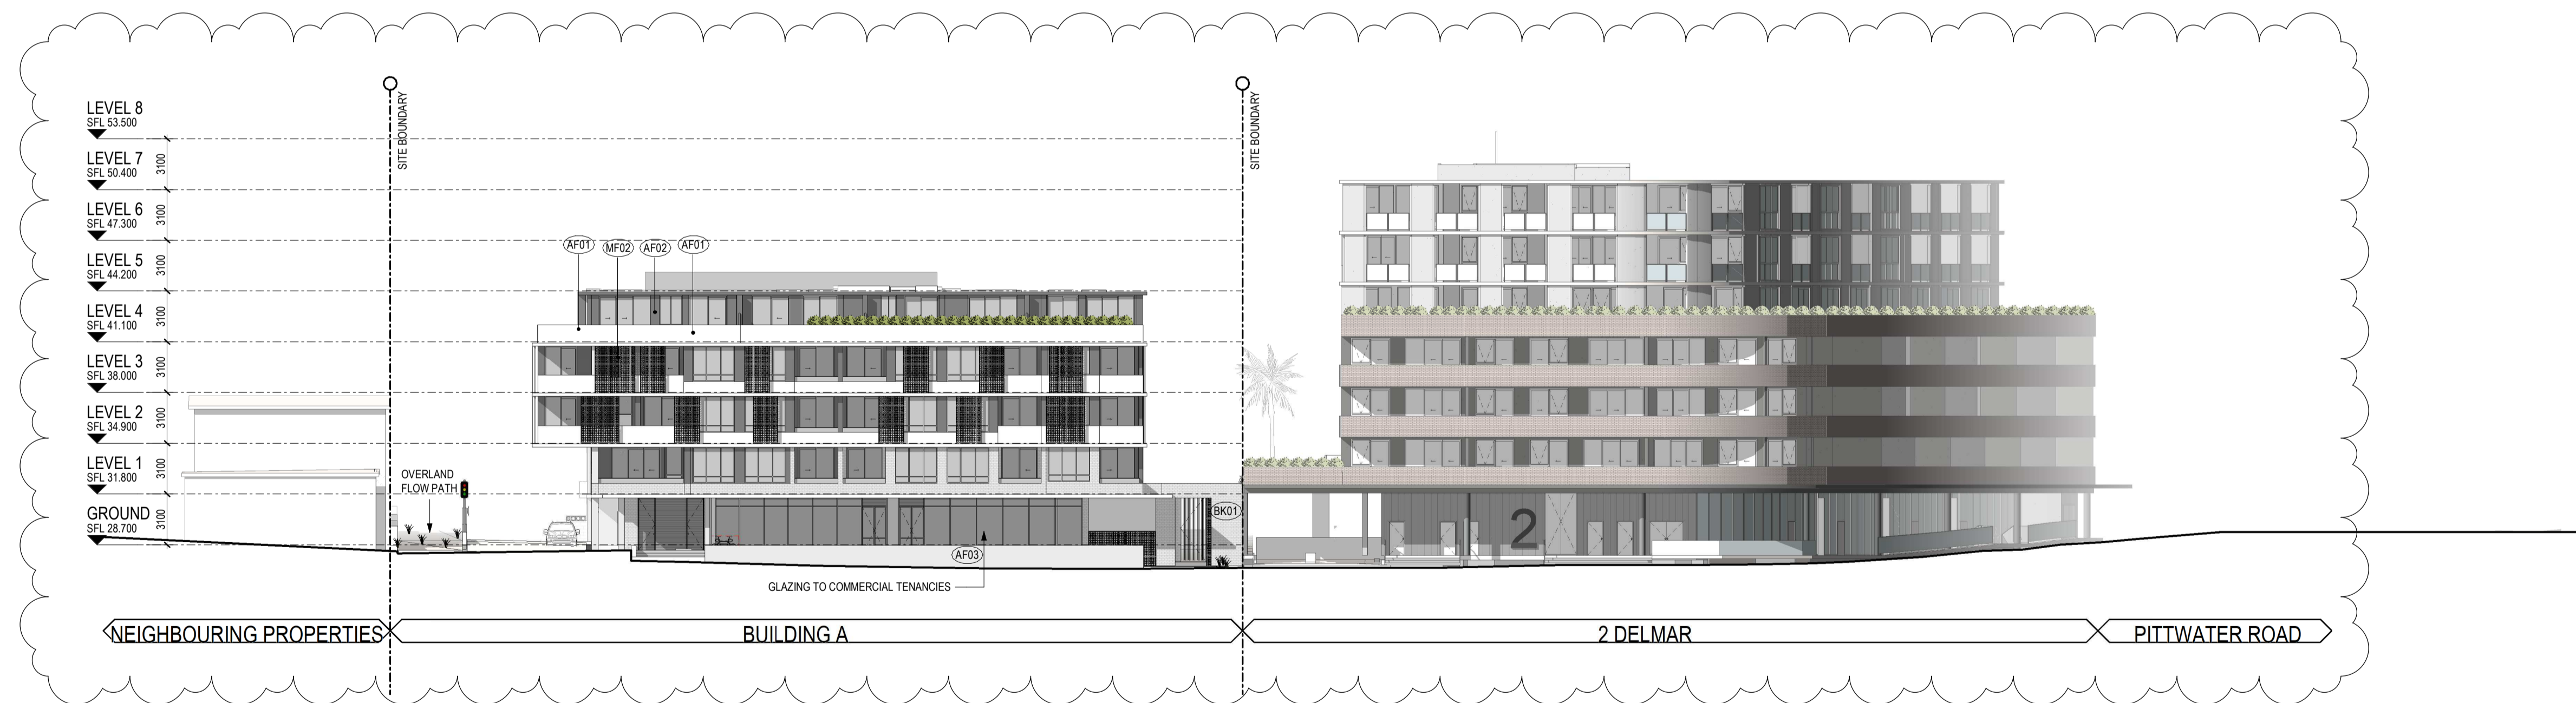 LEVEL 8
SFL 53.500
LEVEL 7
SFL 50.400
LEVEL 6
SFL 47.300
LEVEL 5
SFL 44.200
LEVEL 4
SFL 41.100
LEVEL 3
SFL 38.000
LEVEL 2
SFL 34.900
LEVEL 1
SFL 31.800
GROUND
SFL 28.700
3100
3100
3100
3100
3100
3100
3100
3100
SITE BOUNDARY
SITE BOUNDARY
AF01
MF02
AF02
AF01
OVERLAND
FLOW PATH
BK01
AF03
GLAZING TO COMMERCIAL TENANCIES
2
NEIGHBOURING PROPERTIES
BUILDING A
2 DELMAR
PITTWATER ROAD